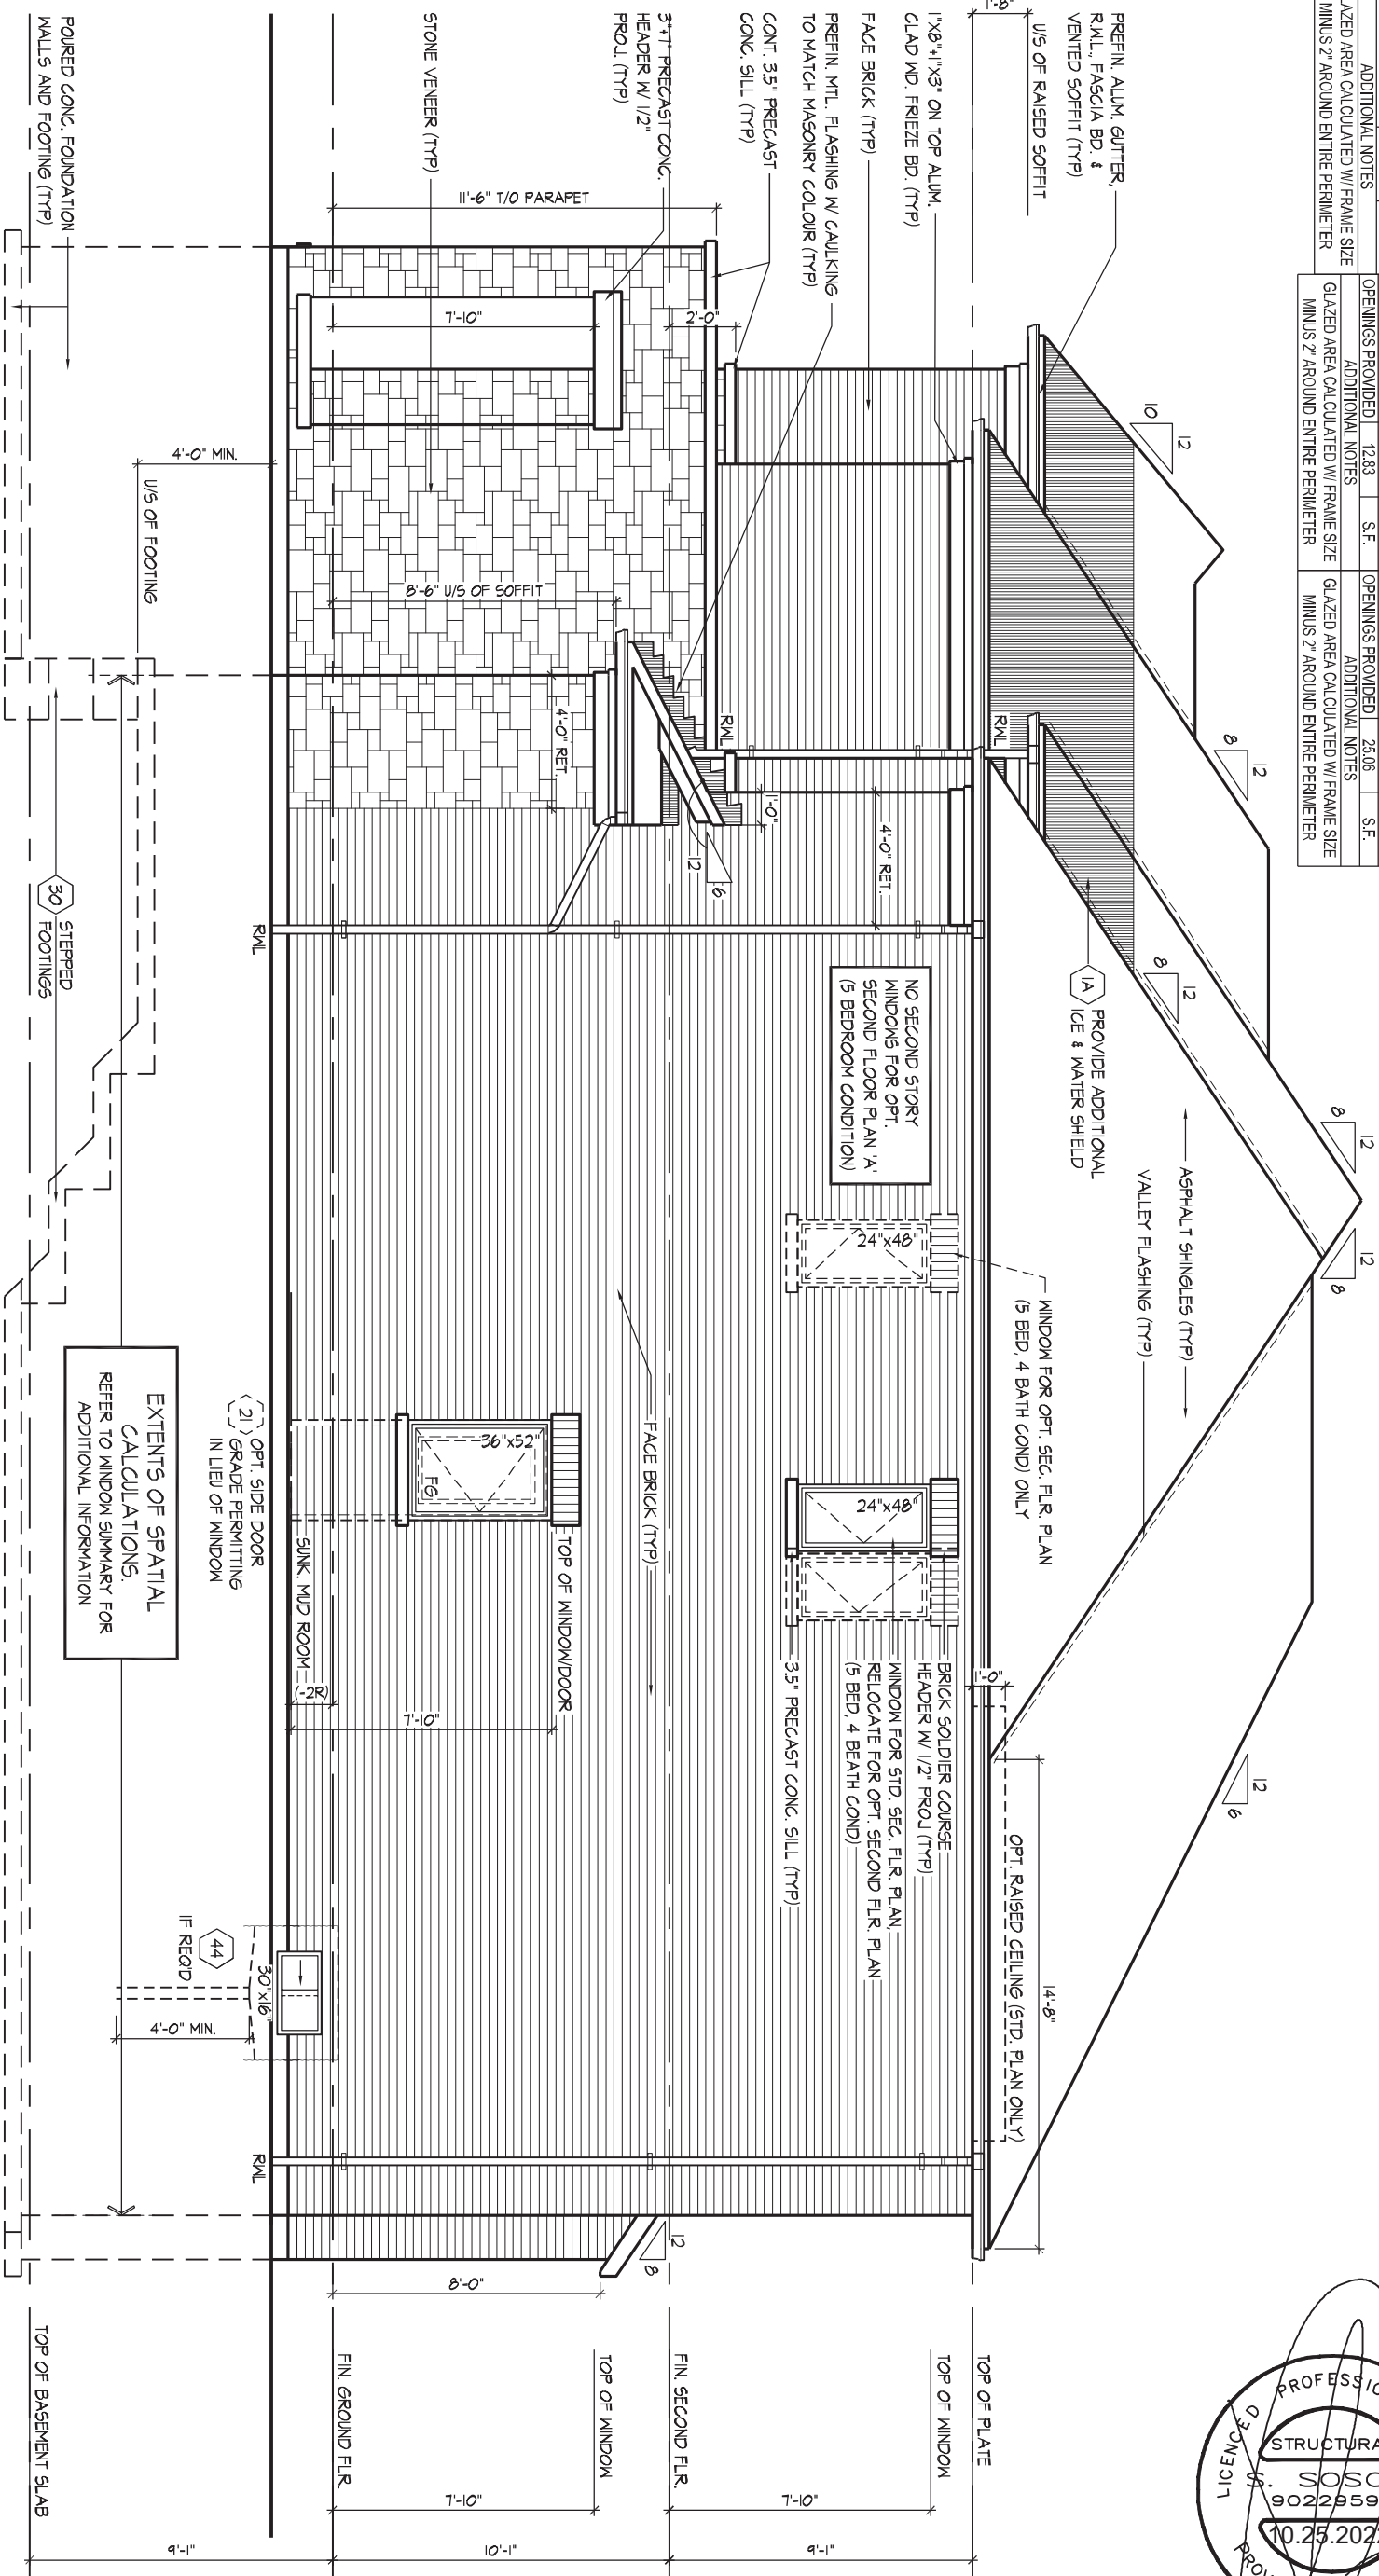 ADDITIONAL NOTES
LAZED AREA CALCULATED W/ FRAME SIZE
MINUS 2" AROUND ENTIRE PERIMETER
OPENINGS PROVIDED 12.83 S.F.
ADDITIONAL NOTES
GLAZED AREA CALCULATED W/ FRAME SIZE
MINUS 2" AROUND ENTIRE PERIMETER
OPENINGS PROVIDED 25.06 S.F.
ADDITIONAL NOTES
GLAZED AREA CALCULATED W/ FRAME SIZE
MINUS 2" AROUND ENTIRE PERIMETER
PREFIN. ALUM. GUTTER,
R.W.L., FASCIA BD. &
VENTED SOFFIT (TYP)
U/S OF RAISED SOFFIT
1'-8"
1"X8"+1"X3" ON TOP ALUM.
CLAD WD. FRIEZE BD. (TYP)
FACE BRICK (TYP)
PREFIN. MTL. FLASHING W/ CAULKING
TO MATCH MASONRY COLOUR (TYP)
CONT. 3.5" PRECAST
CONC. SILL (TYP)
3"+7" PRECAST CONC.
HEADER W/ 1/2"
PROJ. (TYP)
STONE VENEER (TYP)
POURED CONC. FOUNDATION
WALLS AND FOOTING (TYP)
11'-6" T/O PARAPET
7'-10"
2'-0"
4'-0" MIN.
U/S OF FOOTING
8'-6" U/S OF SOFFIT
4'-0" RET.
RWL
RWL
1'-0"
12
6
4'-0" RET.
RWL
30
STEPPED
FOOTINGS
12
10
12
8
12
8
12
8
12
8
12
6
1A
PROVIDE ADDITIONAL
ICE & WATER SHIELD
ASPHALT SHINGLES (TYP)
VALLEY FLASHING (TYP)
NO SECOND STORY
WINDOWS FOR OPT.
SECOND FLOOR PLAN 'A'
(5 BEDROOM CONDITION)
24"x48"
WINDOW FOR OPT. SEC. FLR. PLAN
(5 BED, 4 BATH COND) ONLY
24"x48"
FACE BRICK (TYP)
36"x52"
FG
TOP OF WINDOW/DOOR
SUNK. MUD ROOM
(-2R)
7'-10"
21
OPT. SIDE DOOR
GRADE PERMITTING
IN LIEU OF WINDOW
EXTENTS OF SPATIAL
CALCULATIONS.
REFER TO WINDOW SUMMARY FOR
ADDITIONAL INFORMATION
1'-0"
BRICK SOLDIER COURSE
HEADER W/ 1/2" PROJ (TYP)
WINDOW FOR STD. SEC. FLR. PLAN,
RELOCATE FOR OPT. SECOND FLR. PLAN
(5 BED, 4 BEATH COND)
3.5" PRECAST CONC. SILL (TYP)
OPT. RAISED CEILING (STD. PLAN ONLY)
14'-8"
44
IF REQ'D
30"x16"
4'-0" MIN.
RWL
12
8
8'-0"
TOP OF PLATE
TOP OF WINDOW
FIN. SECOND FLR.
TOP OF WINDOW
FIN. GROUND FLR.
TOP OF BASEMENT SLAB
7'-10"
7'-10"
9'-1"
10'-1"
9'-1"
LICENCED PROFESSIO
STRUCTURA
S. SOSO
9022959
10.25.202
PROV